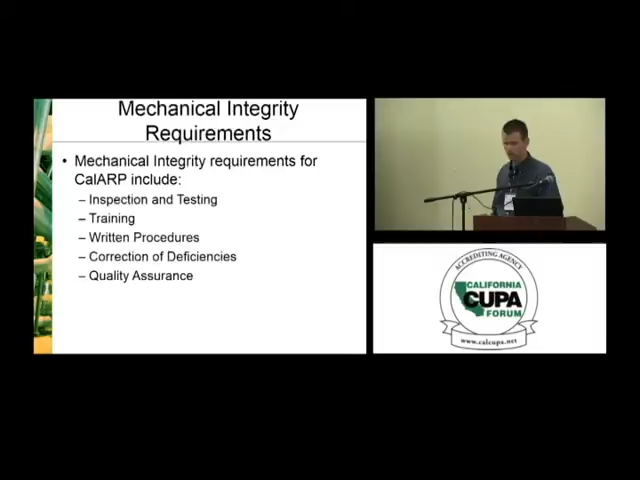 Mechanical Integrity
Requirements
• Mechanical Integrity requirements for
CalARP include:
– Inspection and Testing
– Training
– Written Procedures
– Correction of Deficiencies
– Quality Assurance
ACCREDITING AGENCY
CALIFORNIA
CUPA
FORUM
www.calcupa.net